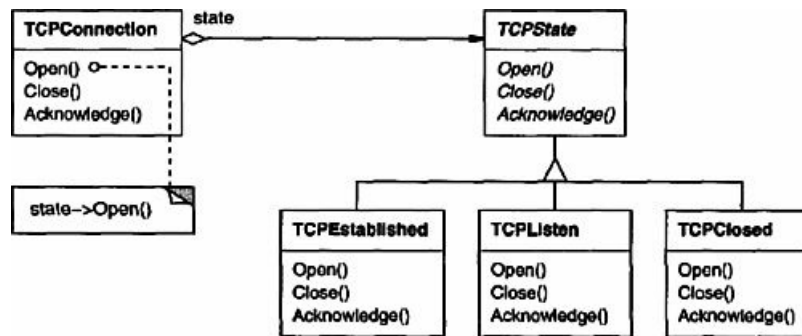 state
TCPConnection
Open()
Close()
Acknowledge()
state->Open()
TCPState
Open()
Close()
Acknowledge()
TCPEstablished
Open()
Close()
Acknowledge()
TCPListen
Open()
Close()
Acknowledge()
TCPClosed
Open()
Close()
Acknowledge()